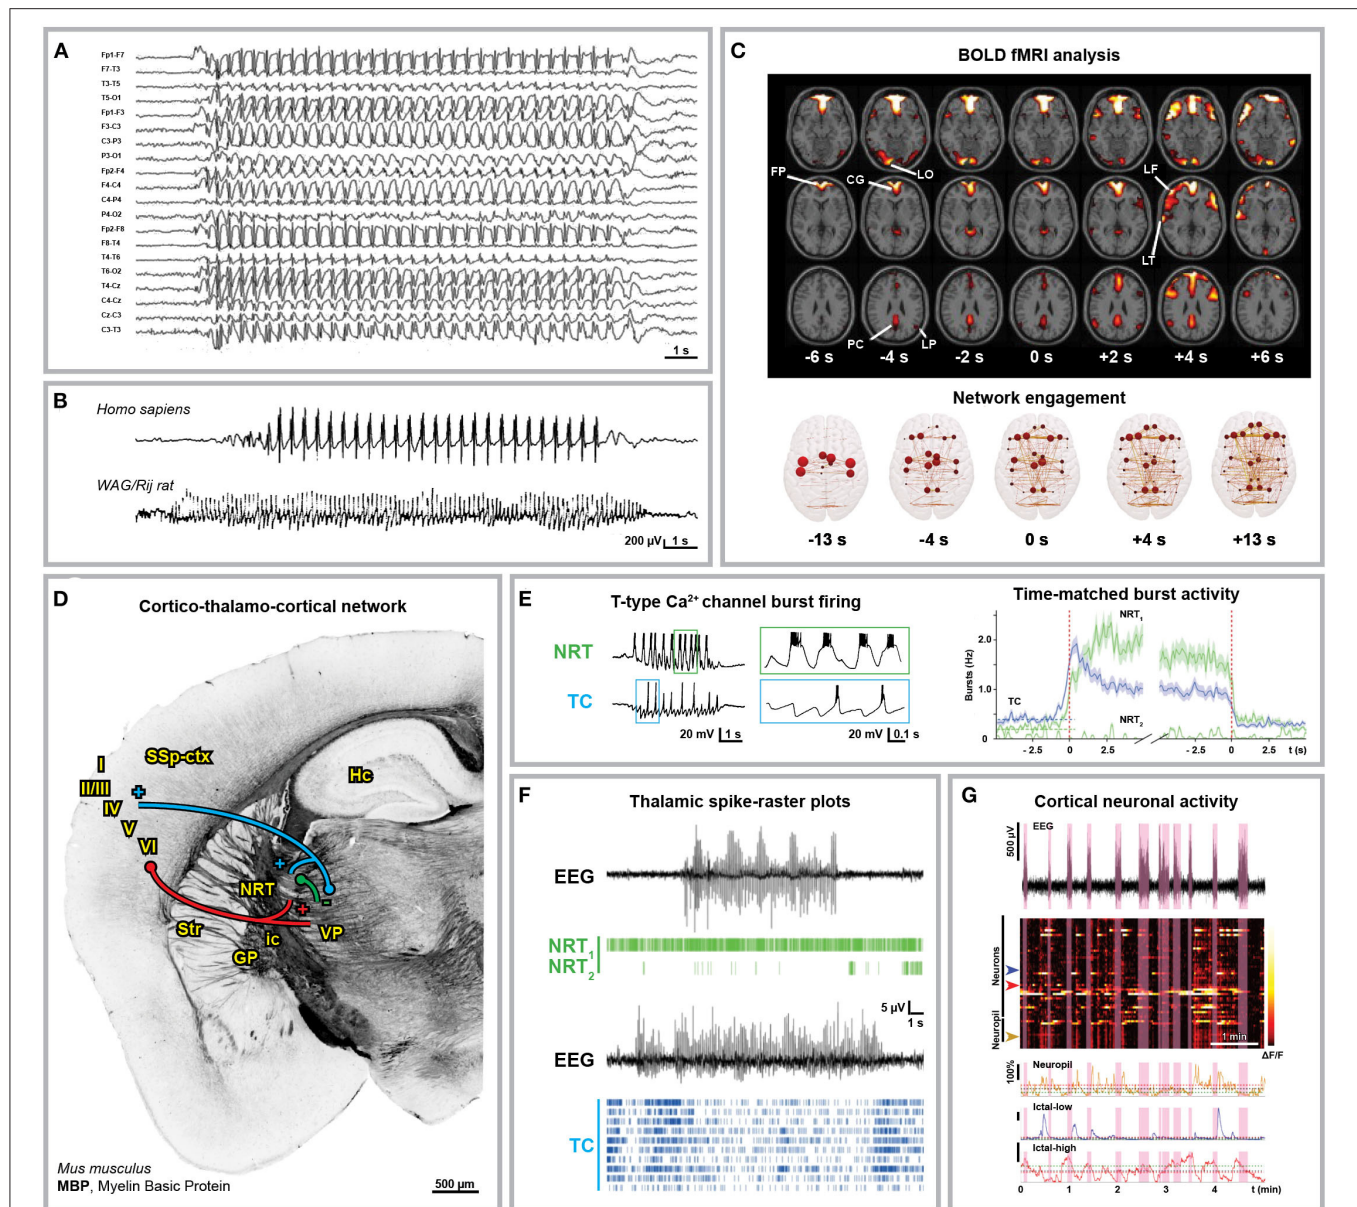 A
Fp1-F7
F7-T3
T3-T5
T5-O1
Fp1-F3
F3-C3
C3-P3
P3-O1
Fp2-F4
F4-C4
C4-P4
P4-O2
Fp2-F8
F8-T4
T4-T6
T6-O2
T4-Cz
C4-Cz
Cz-C3
C3-T3
1 s
B
Homo sapiens
WAG/Rij rat
200 µV 1 s
C
BOLD fMRI analysis
FP
CG
LO
LF
LT
PC
LP
-6 s -4 s -2 s 0 s +2 s +4 s +6 s
Network engagement
-13 s -4 s 0 s +4 s +13 s
D
Cortico-thalamo-cortical network
I
II/III
IV
V
VI
SSp-ctx
Hc
+
+
NRT
+
-
Str
ic
VP
GP
Mus musculus
MBP, Myelin Basic Protein
500 µm
E
T-type Ca²⁺ channel burst firing
NRT
TC
20 mV 1 s
20 mV 0.1 s
Time-matched burst activity
Bursts (Hz)
2.0
1.0
0
NRT₁
TC
NRT₂
- 2.5 0 2.5 - 2.5 0 2.5 t (s)
F
Thalamic spike-raster plots
EEG
NRT₁
NRT₂
5 µV
1 s
EEG
TC
G
Cortical neuronal activity
500 µV
EEG
Neurons
Neuropil
1 min
ΔF/F
100%
Neuropil
Ictal-low
Ictal-high
0 1 2 3 4 t (min)